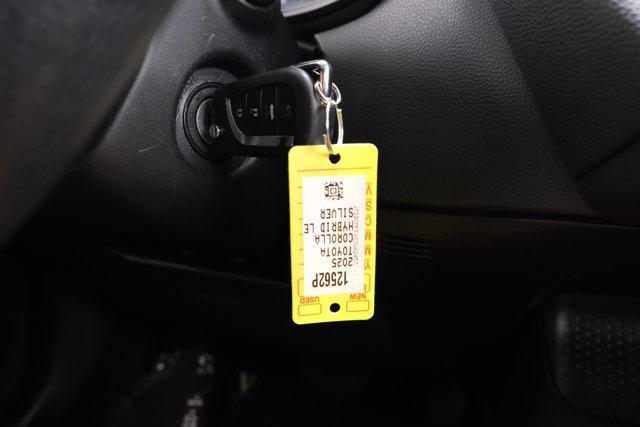 NEW
USED
12562P
2025
TOYOTA
COROLLA
HYBRID LE
SILVER
Y
M
M
C
S
V